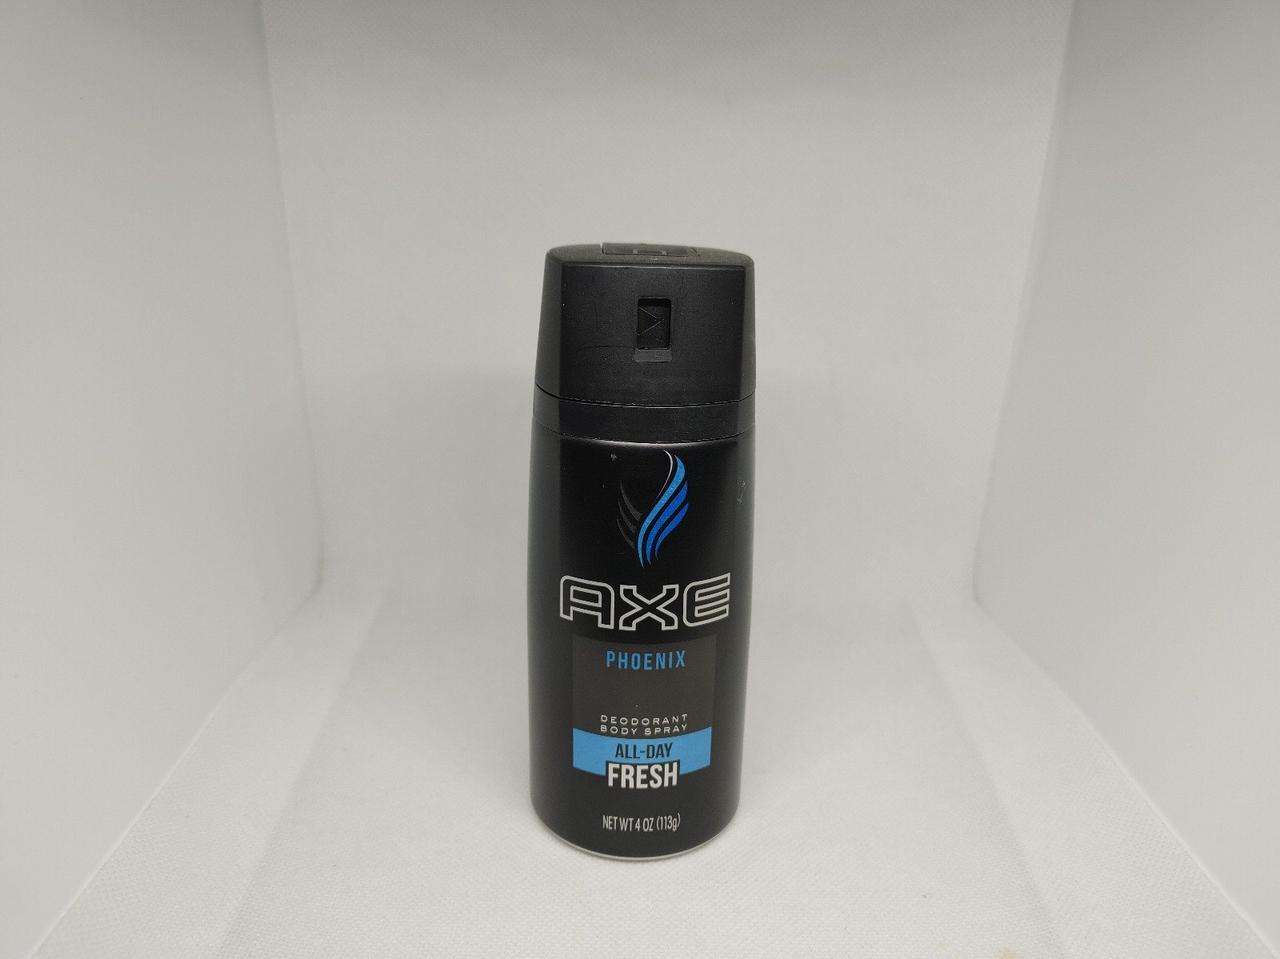 AXE
PHOENIX
DEODORANT
BODY SPRAY
ALL-DAY
FRESH
NET WT 4 OZ (113g)